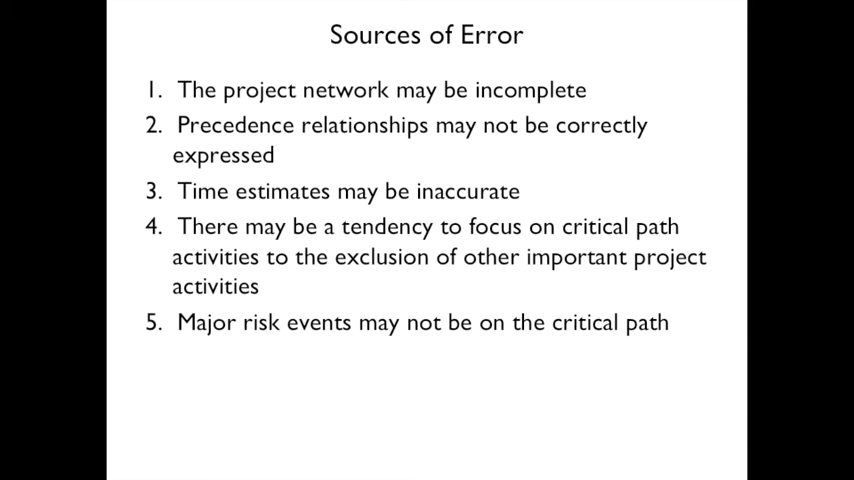 Sources of Error
1. The project network may be incomplete
2. Precedence relationships may not be correctly
expressed
3. Time estimates may be inaccurate
4. There may be a tendency to focus on critical path
activities to the exclusion of other important project
activities
5. Major risk events may not be on the critical path